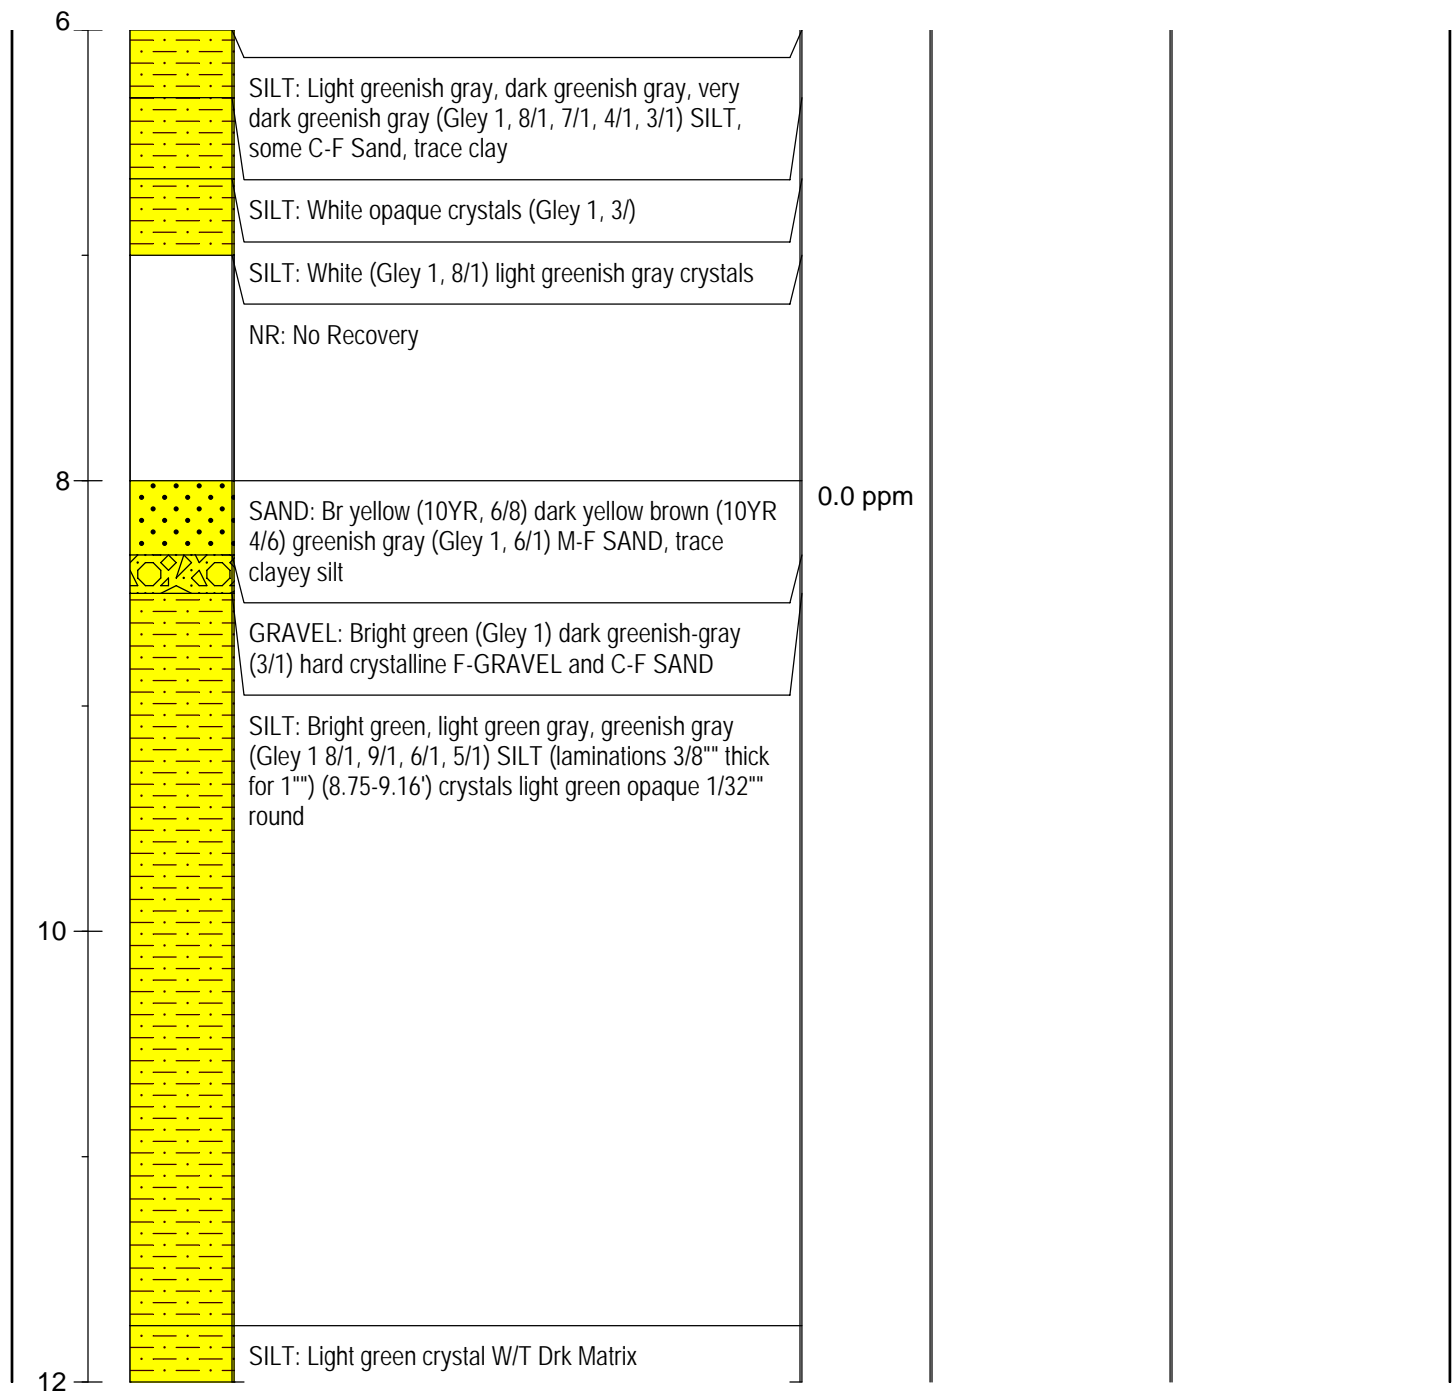 6
SILT: Light greenish gray, dark greenish gray, very
dark greenish gray (Gley 1, 8/1, 7/1, 4/1, 3/1) SILT,
some C-F Sand, trace clay
SILT: White opaque crystals (Gley 1, 3/)
SILT: White (Gley 1, 8/1) light greenish gray crystals
NR: No Recovery
8
0.0 ppm
SAND: Br yellow (10YR, 6/8) dark yellow brown (10YR
4/6) greenish gray (Gley 1, 6/1) M-F SAND, trace
clayey silt
GRAVEL: Bright green (Gley 1) dark greenish-gray
(3/1) hard crystalline F-GRAVEL and C-F SAND
SILT: Bright green, light green gray, greenish gray
(Gley 1 8/1, 9/1, 6/1, 5/1) SILT (laminations 3/8"" thick
for 1"") (8.75-9.16') crystals light green opaque 1/32""
round
10
SILT: Light green crystal W/T Drk Matrix
12